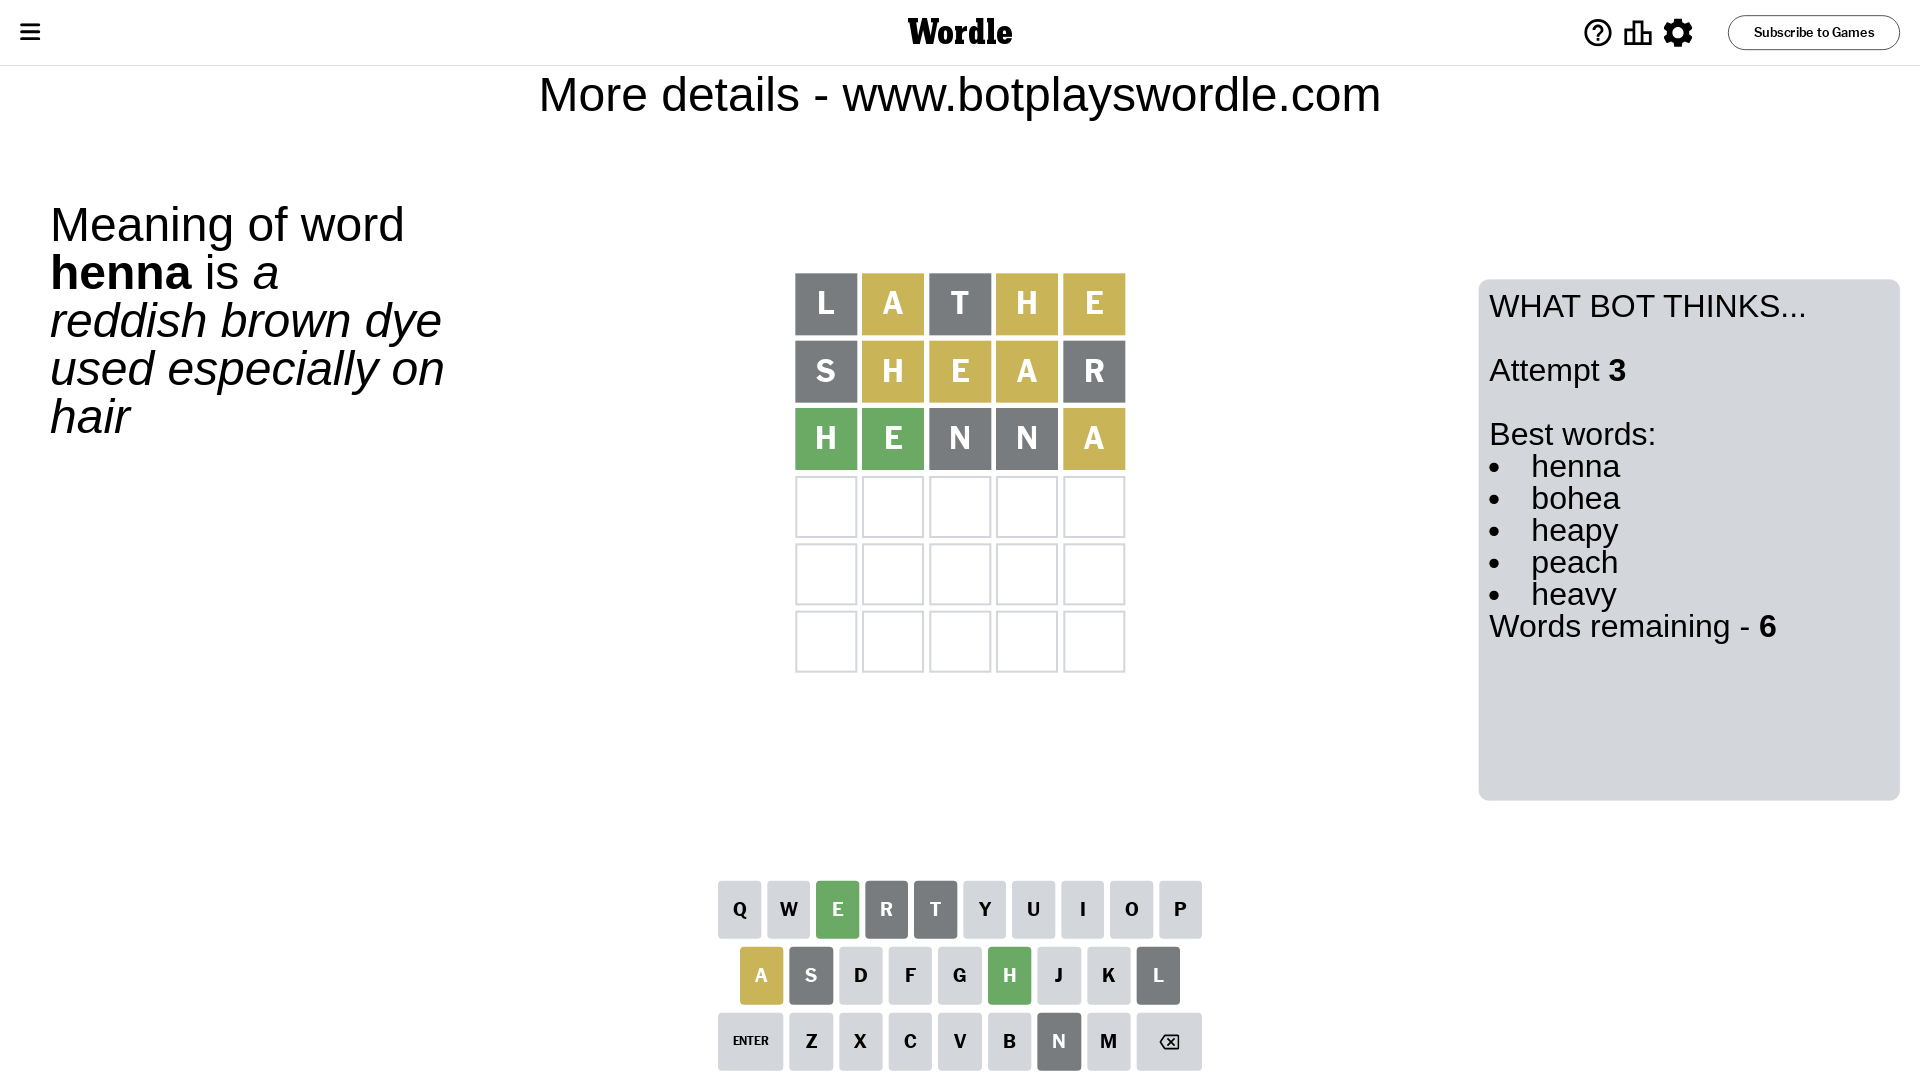 Wordle
Subscribe to Games
More details - www.botplayswordle.com
Meaning of word
henna is a
reddish brown dye
used especially on
hair
L A T H E
S H E A R
H E N N A
WHAT BOT THINKS...
Attempt 3
Best words:
• henna
• bohea
• heapy
• peach
• heavy
Words remaining - 6
Q W E R T Y U I O P
A S D F G H J K L
ENTER Z X C V B N M